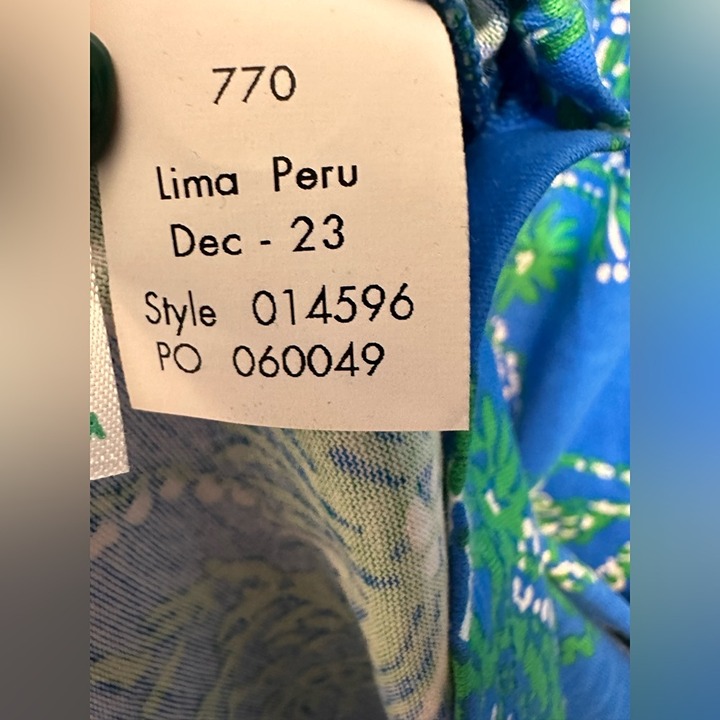 770
Lima Peru
Dec - 23
Style 014596
PO 060049